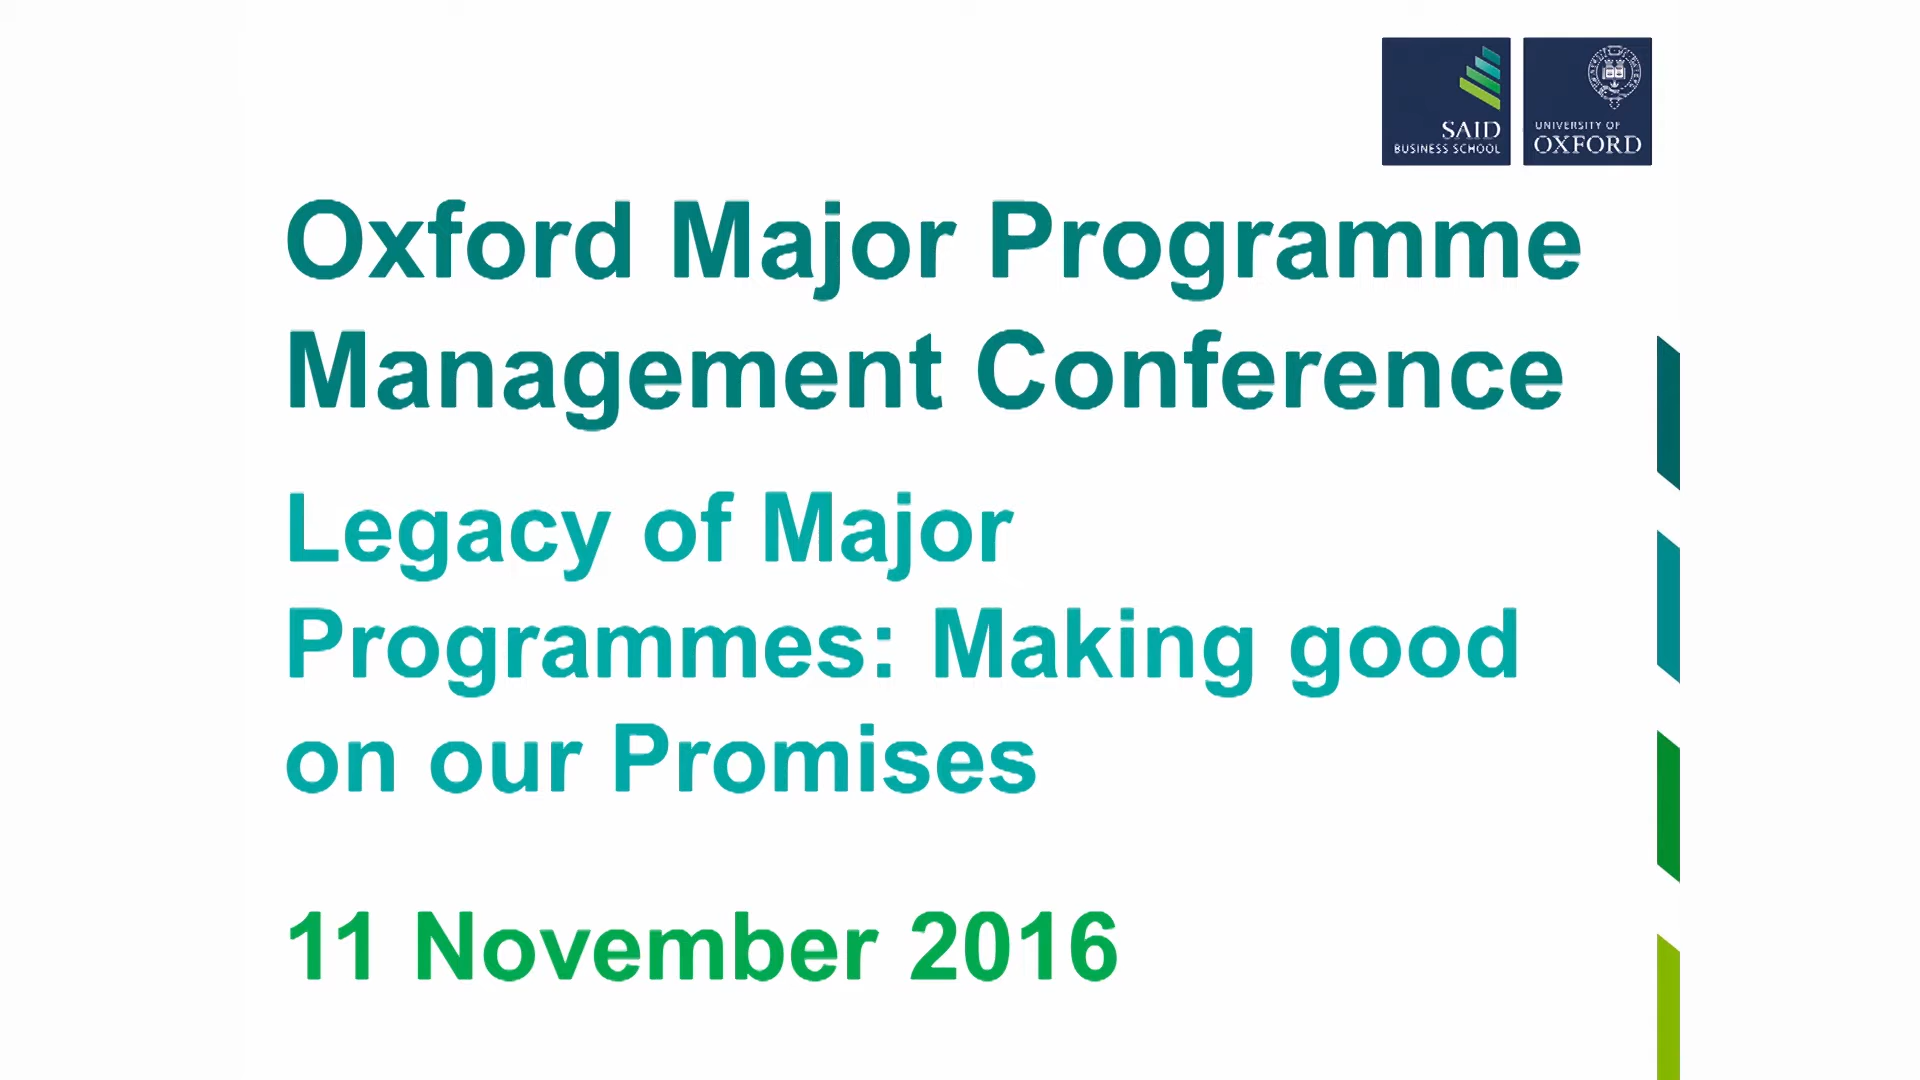 SAID
BUSINESS SCHOOL
UNIVERSITY OF
OXFORD
Oxford Major Programme
Management Conference
Legacy of Major
Programmes: Making good
on our Promises
11 November 2016